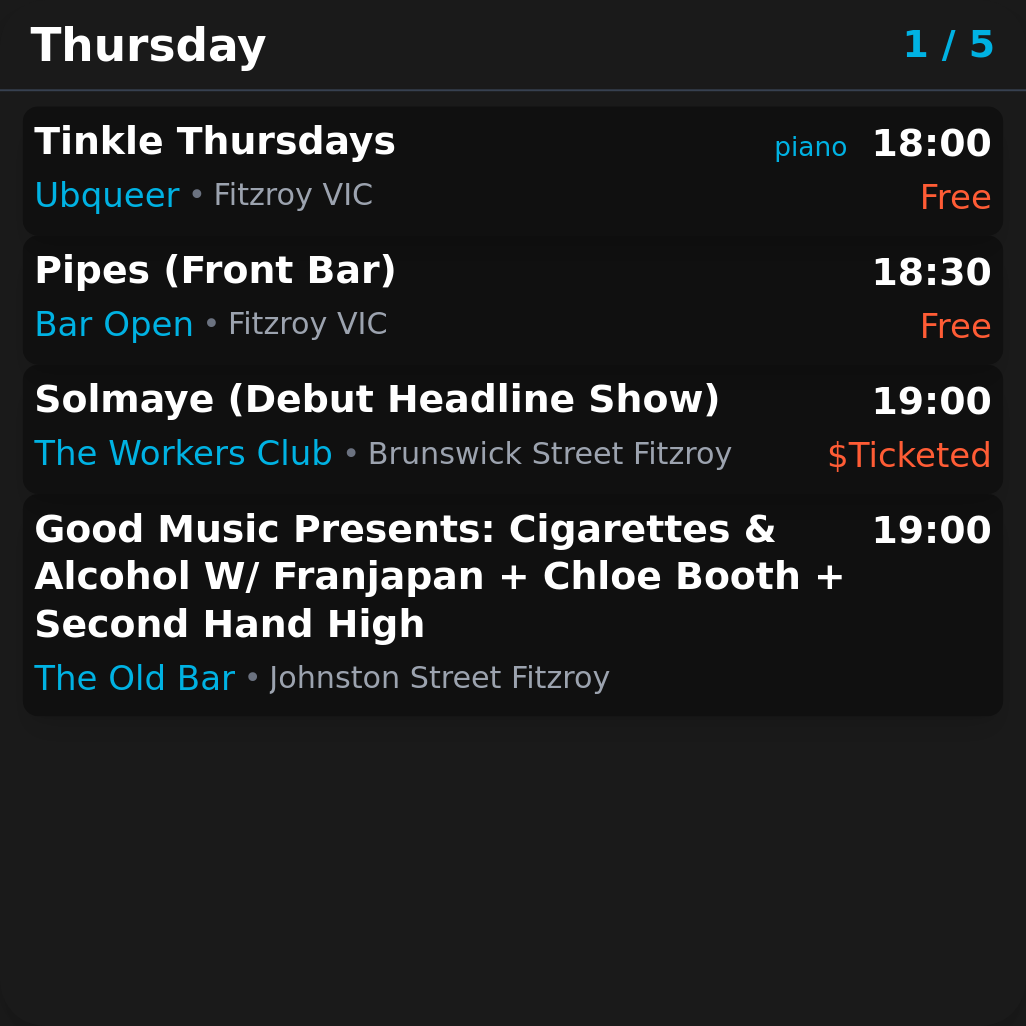 Thursday 1 / 5
Tinkle Thursdays piano 18:00
Ubqueer • Fitzroy VIC Free
Pipes (Front Bar) 18:30
Bar Open • Fitzroy VIC Free
Solmaye (Debut Headline Show) 19:00
The Workers Club • Brunswick Street Fitzroy $Ticketed
Good Music Presents: Cigarettes & 19:00
Alcohol W/ Franjapan + Chloe Booth +
Second Hand High
The Old Bar • Johnston Street Fitzroy